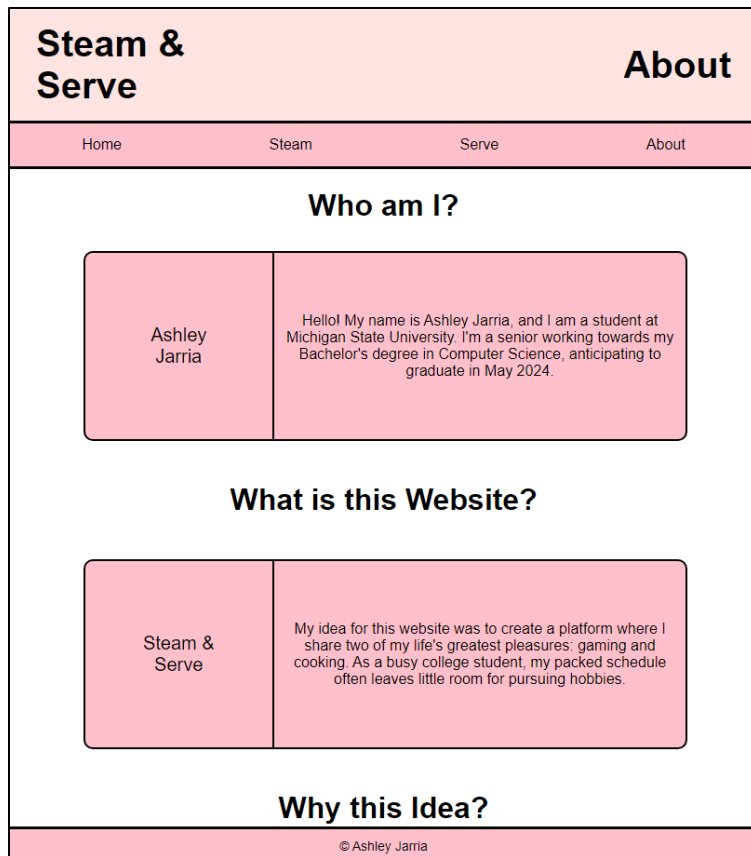 Steam &
Serve
About
Home Steam Serve About
Who am I?
Ashley
Jarria
Hello! My name is Ashley Jarria, and I am a student at
Michigan State University. I'm a senior working towards my
Bachelor's degree in Computer Science, anticipating to
graduate in May 2024.
What is this Website?
Steam &
Serve
My idea for this website was to create a platform where I
share two of my life's greatest pleasures: gaming and
cooking. As a busy college student, my packed schedule
often leaves little room for pursuing hobbies.
Why this Idea?
© Ashley Jarria